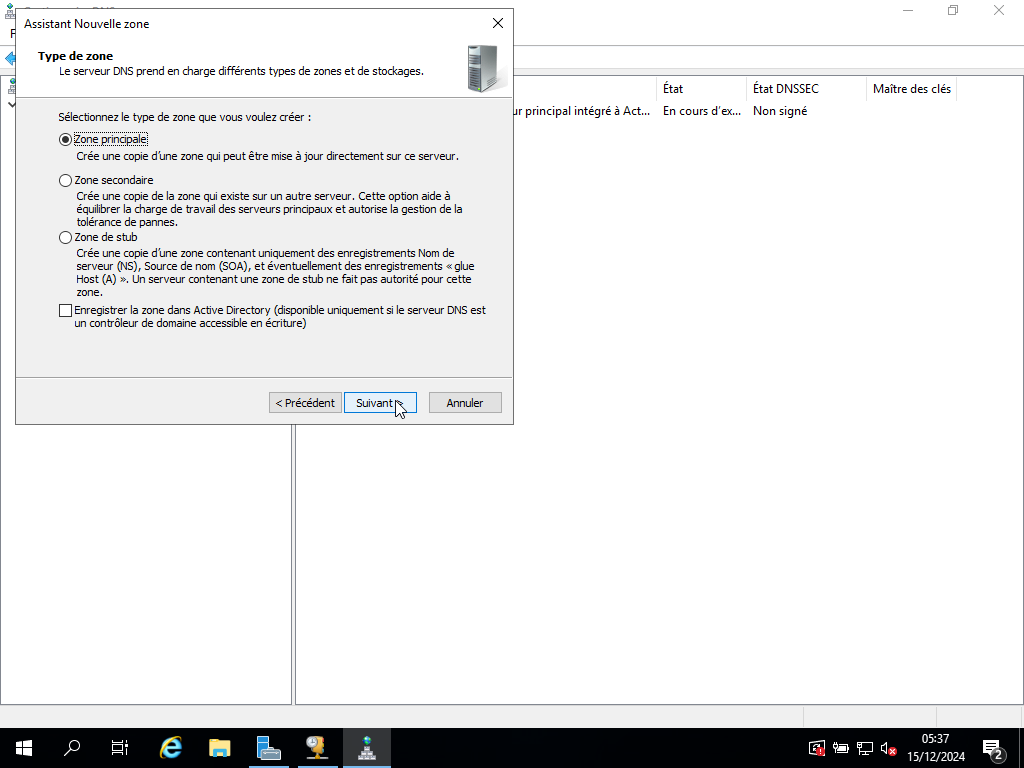 Assistant Nouvelle zone
F
Type de zone
Le serveur DNS prend en charge différents types de zones et de stockages.
État
État DNSSEC
Maître des clés
ur principal intégré à Act...
En cours d'ex...
Non signé
Sélectionnez le type de zone que vous voulez créer :
Zone principale
Crée une copie d'une zone qui peut être mise à jour directement sur ce serveur.
Zone secondaire
Crée une copie de la zone qui existe sur un autre serveur. Cette option aide à
équilibrer la charge de travail des serveurs principaux et autorise la gestion de la
tolérance de pannes.
Zone de stub
Crée une copie d'une zone contenant uniquement des enregistrements Nom de
serveur (NS), Source de nom (SOA), et éventuellement des enregistrements « glue
Host (A) ». Un serveur contenant une zone de stub ne fait pas autorité pour cette
zone.
Enregistrer la zone dans Active Directory (disponible uniquement si le serveur DNS est
un contrôleur de domaine accessible en écriture)
< Précédent
Suivant >
Annuler
05:37
15/12/2024
2